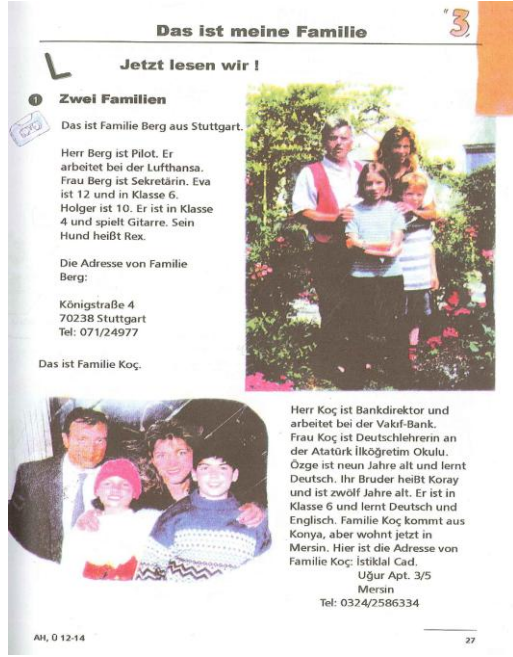 Das ist meine Familie
3
L
Jetzt lesen wir !
1 Zwei Familien
Das ist Familie Berg aus Stuttgart.
Herr Berg ist Pilot. Er
arbeitet bei der Lufthansa.
Frau Berg ist Sekretärin. Eva
ist 12 und in Klasse 6.
Holger ist 10. Er ist in Klasse
4 und spielt Gitarre. Sein
Hund heißt Rex.
Die Adresse von Familie
Berg:
Königstraße 4
70238 Stuttgart
Tel: 071/24977
Das ist Familie Koç.
Herr Koç ist Bankdirektor und
arbeitet bei der Vakıf-Bank.
Frau Koç ist Deutschlehrerin an
der Atatürk İlköğretim Okulu.
Özge ist neun Jahre alt und lernt
Deutsch. Ihr Bruder heißt Koray
und ist zwölf Jahre alt. Er ist in
Klasse 6 und lernt Deutsch und
Englisch. Familie Koç kommt aus
Konya, aber wohnt jetzt in
Mersin. Hier ist die Adresse von
Familie Koç: İstiklal Cad.
Uğur Apt. 3/5
Mersin
Tel: 0324/2586334
AH, Ü 12-14
27